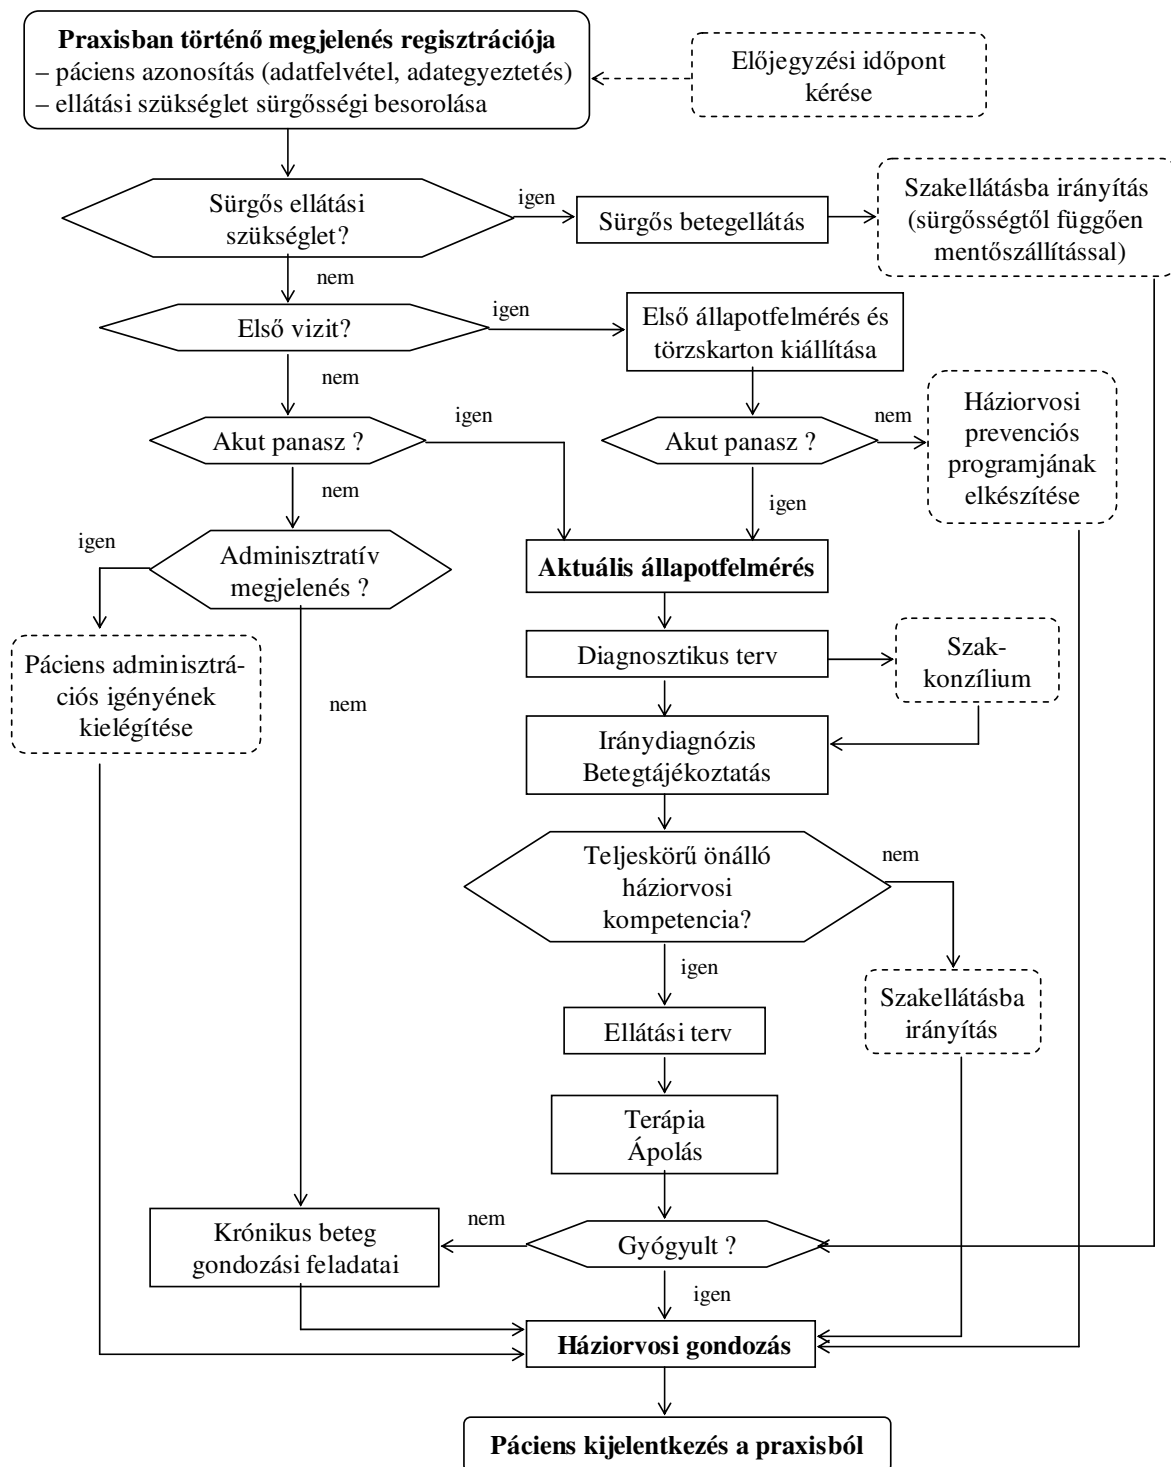 Praxisban történő megjelenés regisztrációja
– páciens azonosítás (adatfelvétel, adategyeztetés)
– ellátási szükséglet sürgősségi besorolása
Előjegyzési időpont
kérése
Sürgős ellátási
szükséglet?
igen
Sürgős betegellátás
Szakellátásba irányítás
(sürgősségtől függően
mentőszállítással)
nem
Első vizit?
igen
Első állapotfelmérés és
törzskarton kiállítása
nem
Akut panasz ?
igen
Akut panasz ?
nem
Háziorvosi
prevenciós
programjának
elkészítése
nem
igen
Adminisztratív
megjelenés ?
igen
Aktuális állapotfelmérés
Páciens adminisztrá-
ciós igényének
kielégítése
nem
Diagnosztikus terv
Szak-
konzílium
Iránydiagnózis
Betegtájékoztatás
Teljeskörű önálló
háziorvosi
kompetencia?
nem
igen
Szakellátásba
irányítás
Ellátási terv
Terápia
Ápolás
Krónikus beteg
gondozási feladatai
nem
Gyógyult ?
igen
Háziorvosi gondozás
Páciens kijelentkezés a praxisból